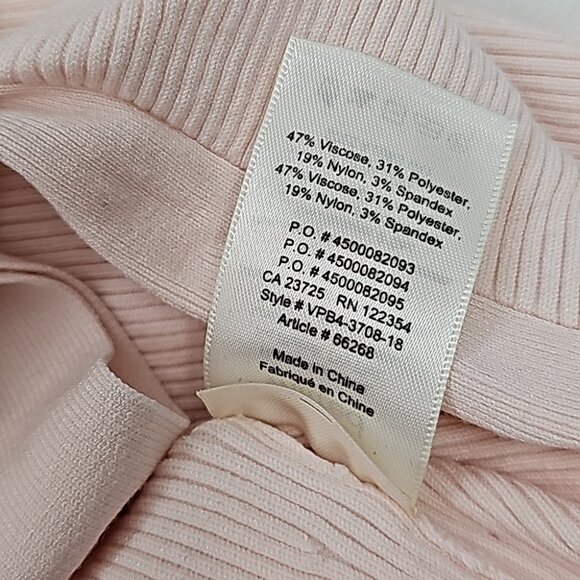 47% Viscose, 31% Polyester,
19% Nylon, 3% Spandex
47% Viscose, 31% Polyester,
19% Nylon, 3% Spandex
P.O. # 4500082093
P.O. # 4500082094
P.O. # 4500082095
CA 23725 RN 122354
Style # VPB4-3708-18
Article # 66268
Made in China
Fabriqué en Chine